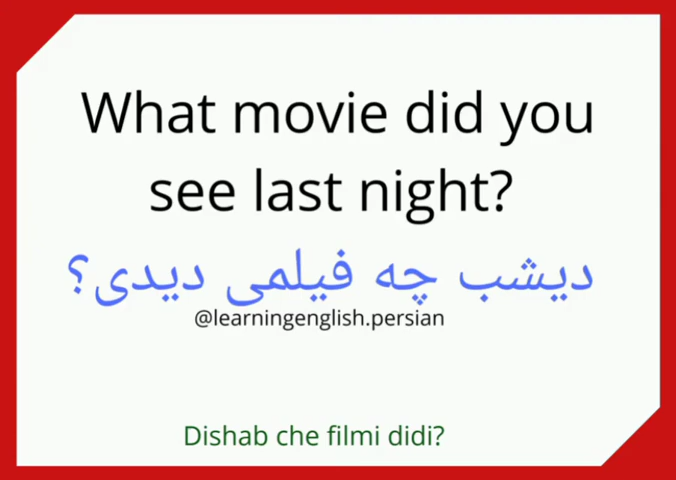 What movie did you
see last night?
دیشب چه فیلمی دیدی؟
@learningenglish.persian
Dishab che filmi didi?